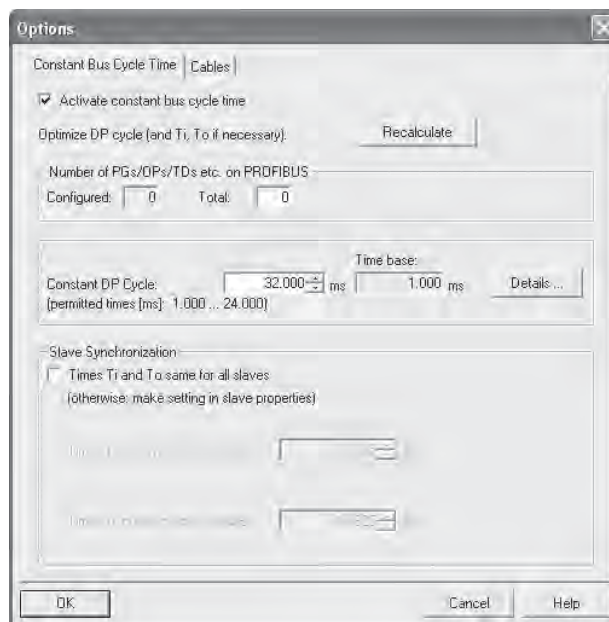 Options
Constant Bus Cycle Time Cables
Activate constant bus cycle time
Optimize DP cycle (and Ti, To if necessary): Recalculate
Number of PGs/OPs/TDs etc. on PROFIBUS
Configured: 0 Total: 0
Time base:
Constant DP Cycle: 32.000 ms 1.000 ms Details ...
(permitted times [ms]: 1.000 ... 24.000)
Slave Synchronization
Times Ti and To same for all slaves
(otherwise: make setting in slave properties)
OK Cancel Help